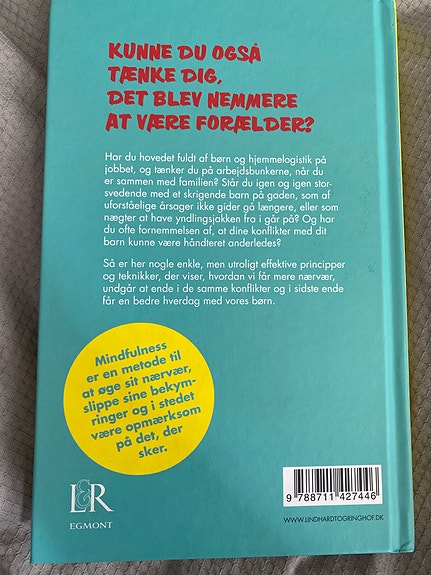 KUNNE DU OGSÅ
TÆNKE DIG,
DET BLEV NEMMERE
AT VÆRE FORÆLDER?
Har du hovedet fuldt af børn og hjemmelogistik på
jobbet, og tænker du på arbejdsbunkerne, når du
er sammen med familien? Står du igen og igen stor-
svedende med et skrigende barn på gaden, som af
uforståelige årsager ikke gider gå længere, eller som
nægter at have yndlingsjakken fra i går på? Og har
du ofte fornemmelsen af, at dine konflikter med dit
barn kunne være håndteret anderledes?
Så er her nogle enkle, men utroligt effektive principper
og teknikker, der viser, hvordan vi får mere nærvær,
undgår at ende i de samme konflikter og i sidste ende
får en bedre hverdag med vores børn.
Mindfulness
er en metode til
at øge sit nærvær,
slippe sine bekym-
ringer og i stedet
være opmærksom
på det, der
sker.
L&R
EGMONT
9 788711 427446
WWW.LINDHARDTOGRINGHOF.DK